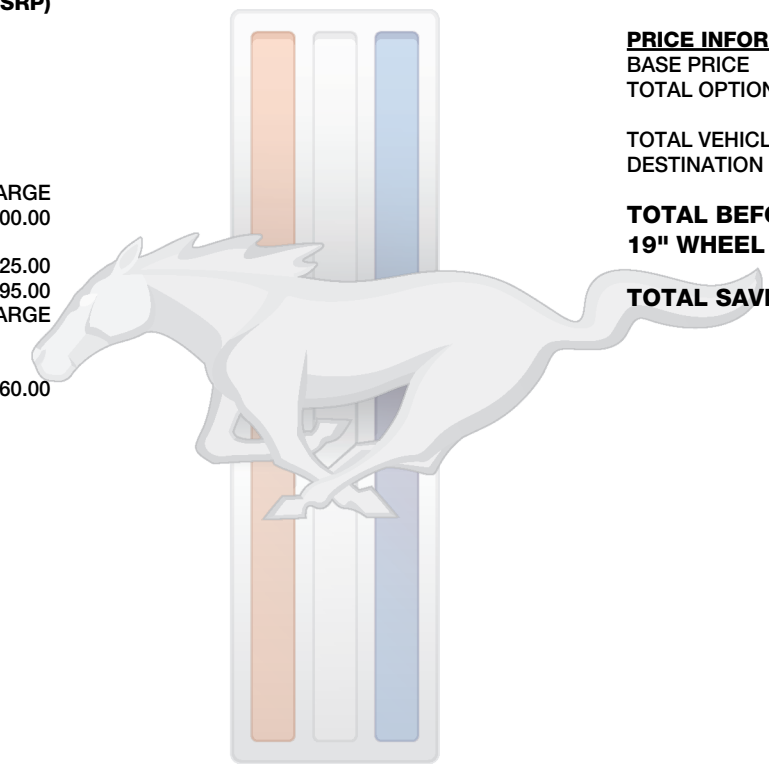 SRP)
ARGE
00.00
25.00
95.00
ARGE
60.00
PRICE INFOR
BASE PRICE
TOTAL OPTION
TOTAL VEHICL
DESTINATION
TOTAL BEFO
19" WHEEL
TOTAL SAVI